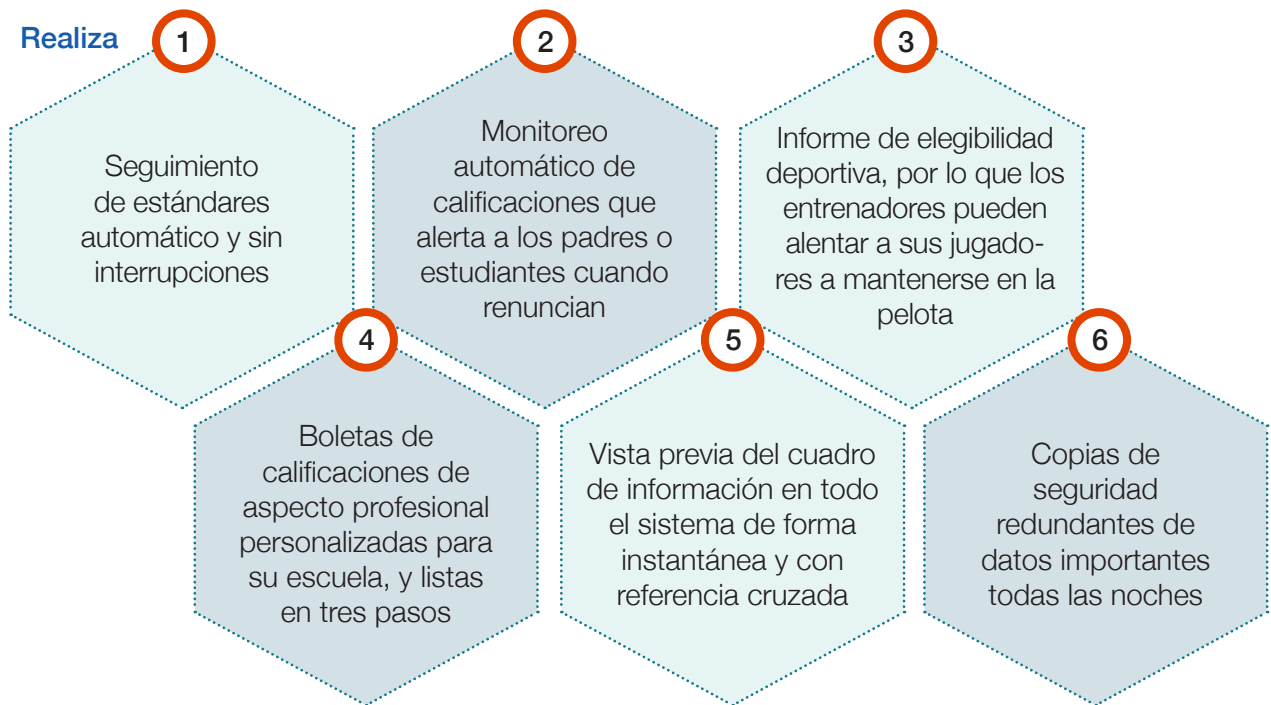 Realiza
1
Seguimiento
de estándares
automático y sin
interrupciones
2
Monitoreo
automático de
calificaciones que
alerta a los padres o
estudiantes cuando
renuncian
3
Informe de elegibilidad
deportiva, por lo que los
entrenadores pueden
alentar a sus jugado-
res a mantenerse en la
pelota
4
Boletas de
calificaciones de
aspecto profesional
personalizadas para
su escuela, y listas
en tres pasos
5
Vista previa del cuadro
de información en todo
el sistema de forma
instantánea y con
referencia cruzada
6
Copias de
seguridad
redundantes de
datos importantes
todas las noches